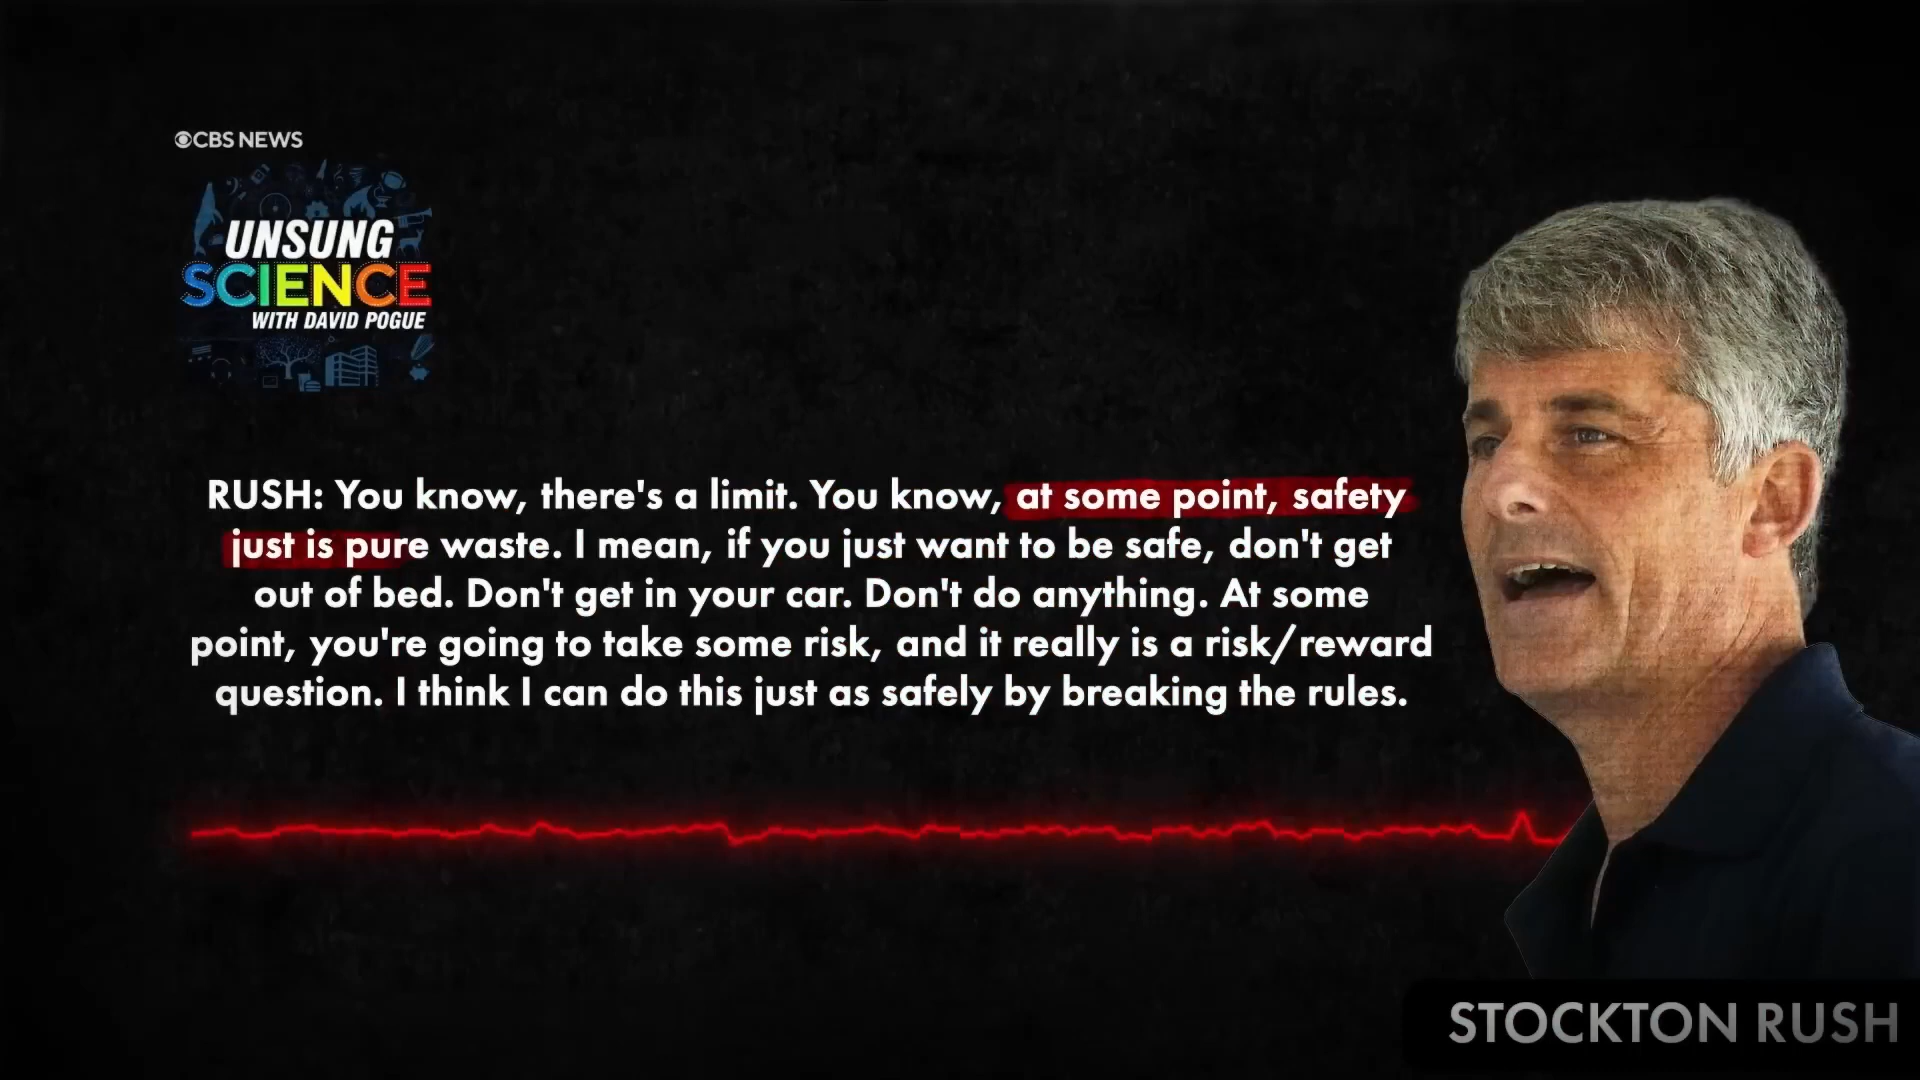 CBS NEWS
UNSUNG
SCIENCE
WITH DAVID POGUE
RUSH: You know, there's a limit. You know, at some point, safety
just is pure waste. I mean, if you just want to be safe, don't get
out of bed. Don't get in your car. Don't do anything. At some
point, you're going to take some risk, and it really is a risk/reward
question. I think I can do this just as safely by breaking the rules.
STOCKTON RUSH